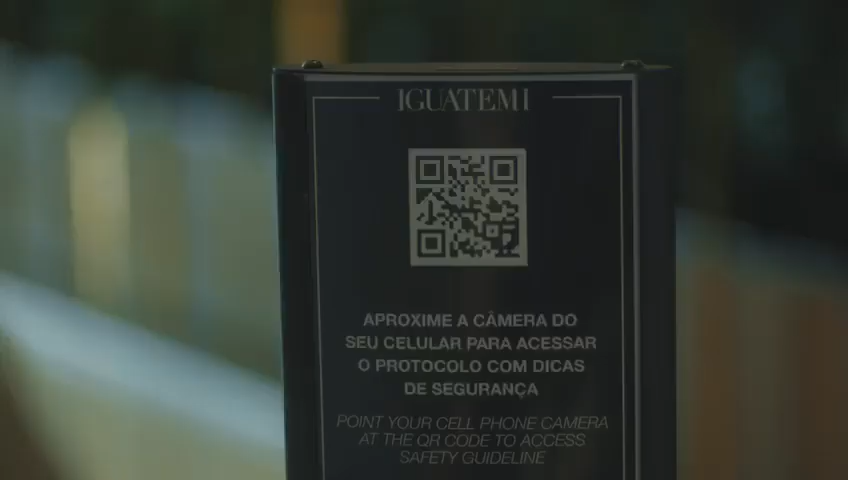 IGUATEMI
APROXIME A CÂMERA DO
SEU CELULAR PARA ACESSAR
O PROTOCOLO COM DICAS
DE SEGURANÇA
POINT YOUR CELL PHONE CAMERA
AT THE QR CODE TO ACCESS
SAFETY GUIDELINE